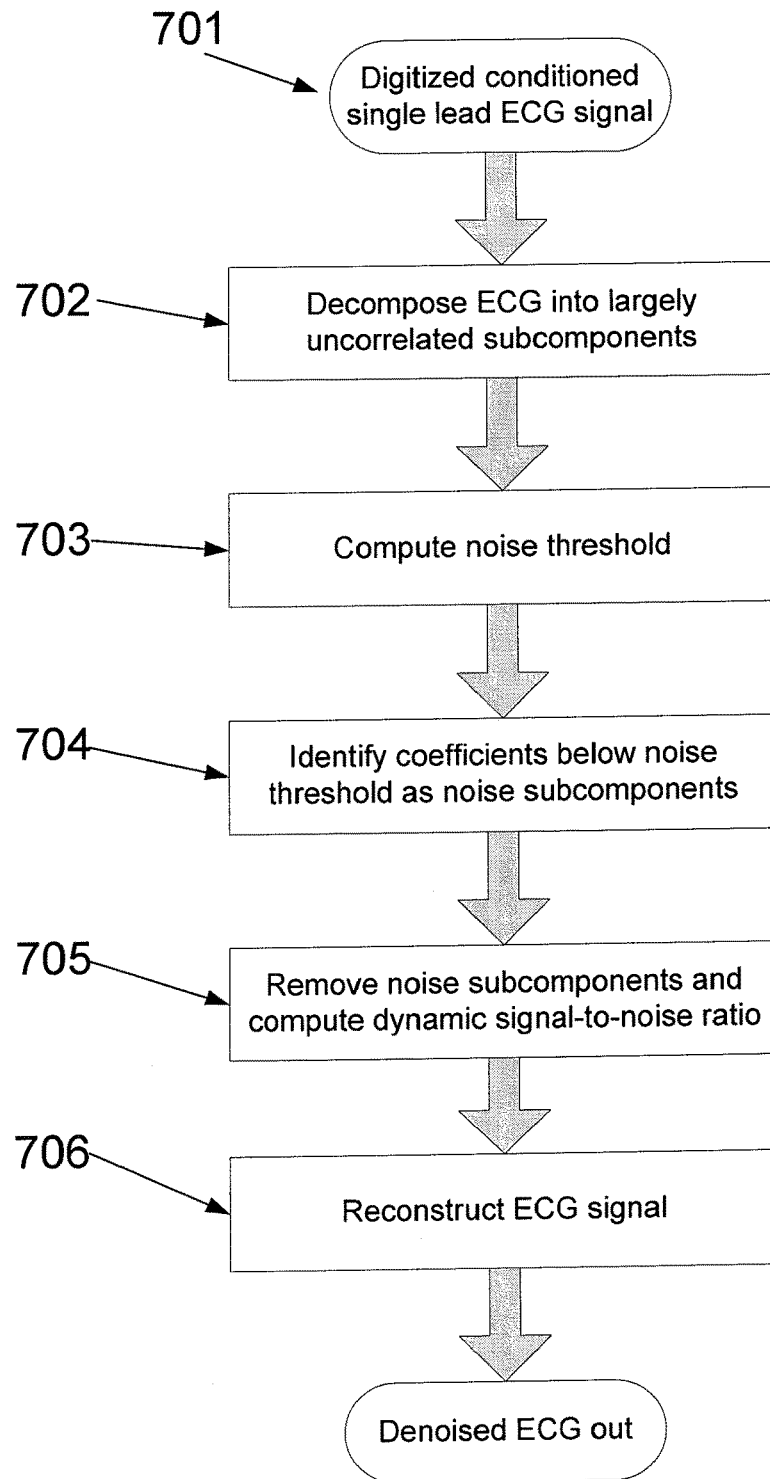 701
Digitized conditioned
single lead ECG signal
702
Decompose ECG into largely
uncorrelated subcomponents
703
Compute noise threshold
704
Identify coefficients below noise
threshold as noise subcomponents
705
Remove noise subcomponents and
compute dynamic signal-to-noise ratio
706
Reconstruct ECG signal
Denoised ECG out